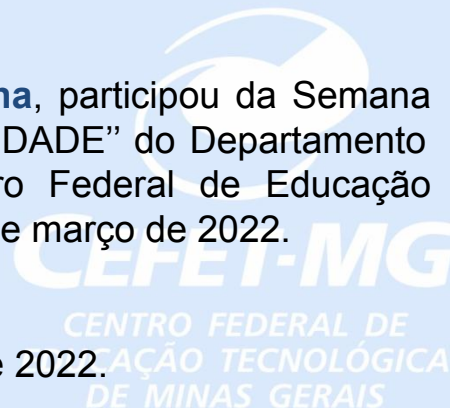 na, participou da Semana
DADE” do Departamento
ro Federal de Educação
e março de 2022.
CEFET-MG
CENTRO FEDERAL DE
e 2022.
EDUCAÇÃO TECNOLÓGICA
DE MINAS GERAIS